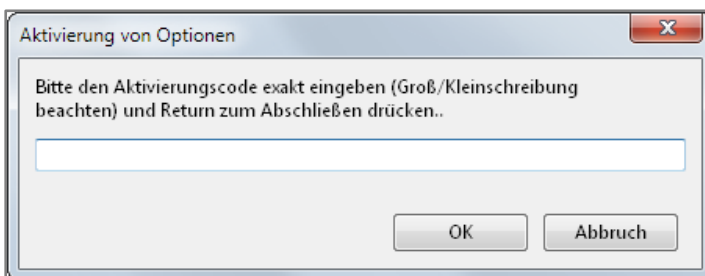 Aktivierung von Optionen
Bitte den Aktivierungscode exakt eingeben (Groß/Kleinschreibung
beachten) und Return zum Abschließen drücken..
OK Abbruch